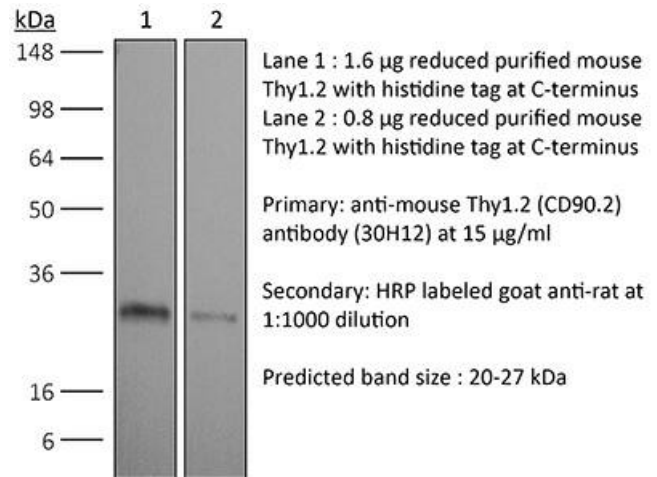 kDa
1 2
148
98
64
50
36
16
6
Lane 1 : 1.6 µg reduced purified mouse
Thy1.2 with histidine tag at C-terminus
Lane 2 : 0.8 µg reduced purified mouse
Thy1.2 with histidine tag at C-terminus
Primary: anti-mouse Thy1.2 (CD90.2)
antibody (30H12) at 15 µg/ml
Secondary: HRP labeled goat anti-rat at
1:1000 dilution
Predicted band size : 20-27 kDa